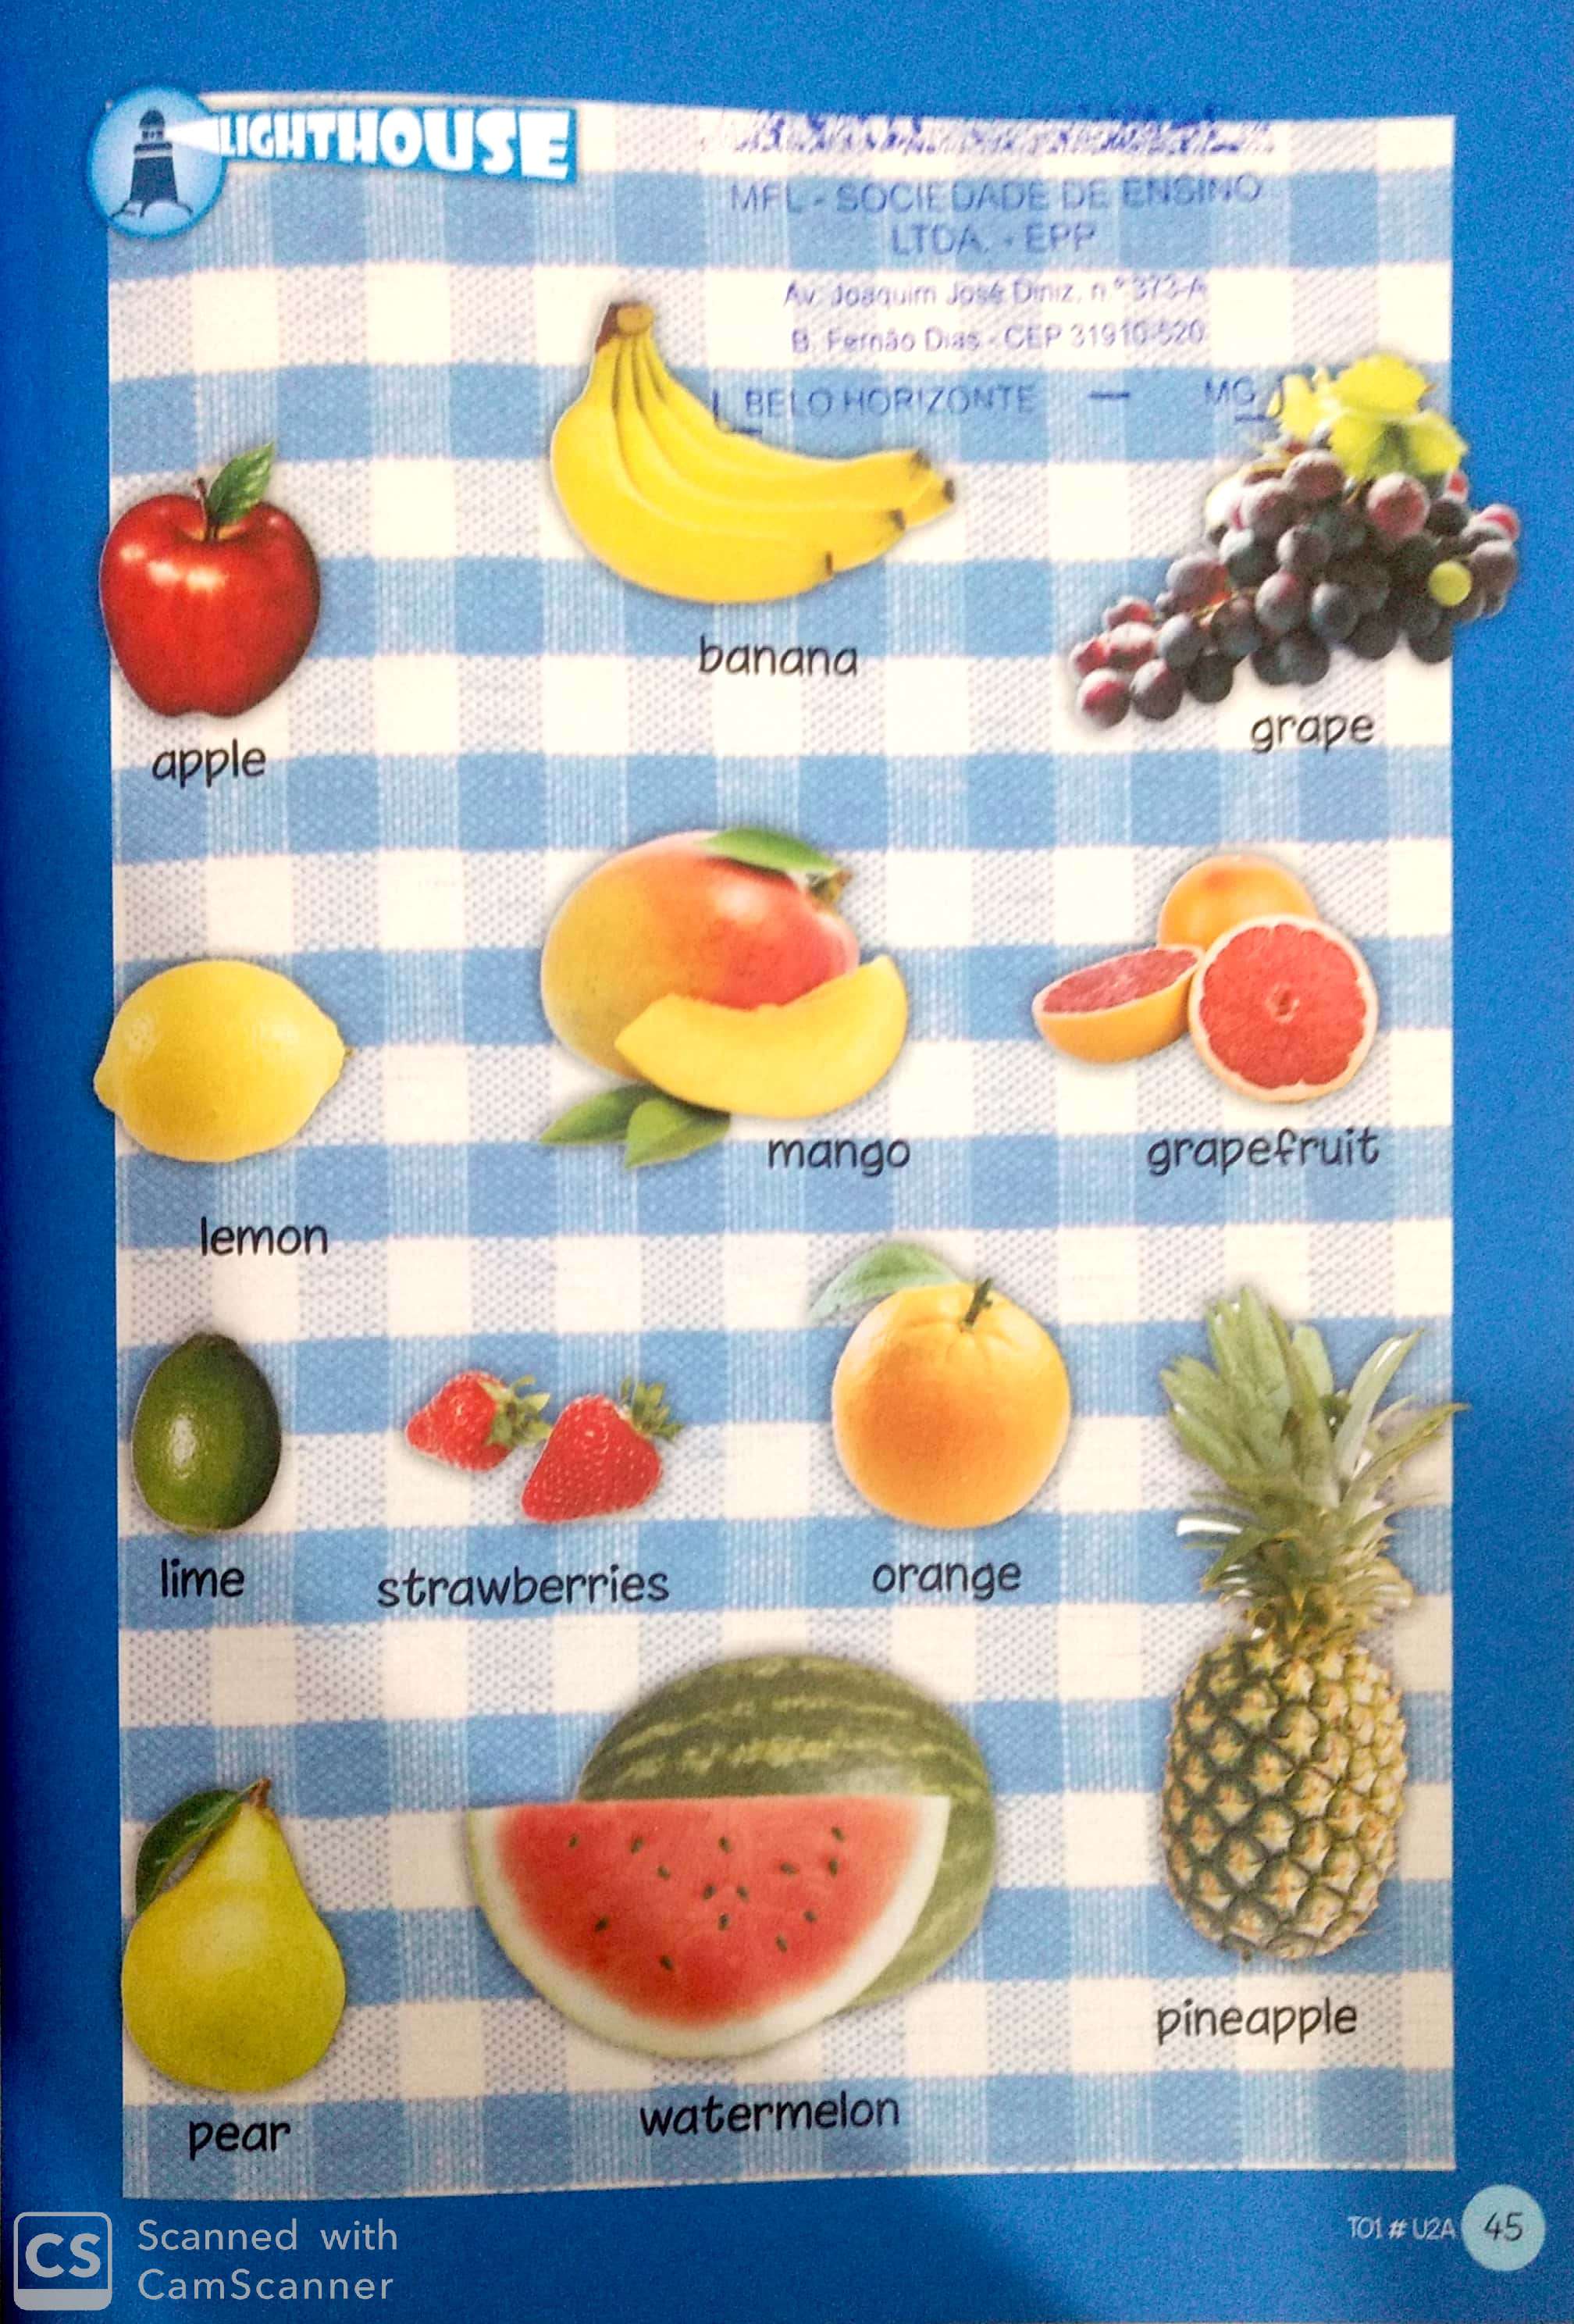 LIGHTHOUSE
MFL - SOCIEDADE DE ENSINO
LTDA. - EPP
Av. Joaquim José Diniz, n.º 373-A
B. Fernão Dias - CEP 31910-520
BELO HORIZONTE — MG
apple
banana
grape
lemon
mango
grapefruit
lime
strawberries
orange
pineapple
pear
watermelon
TO1 # U2A 45
CS Scanned with
CamScanner